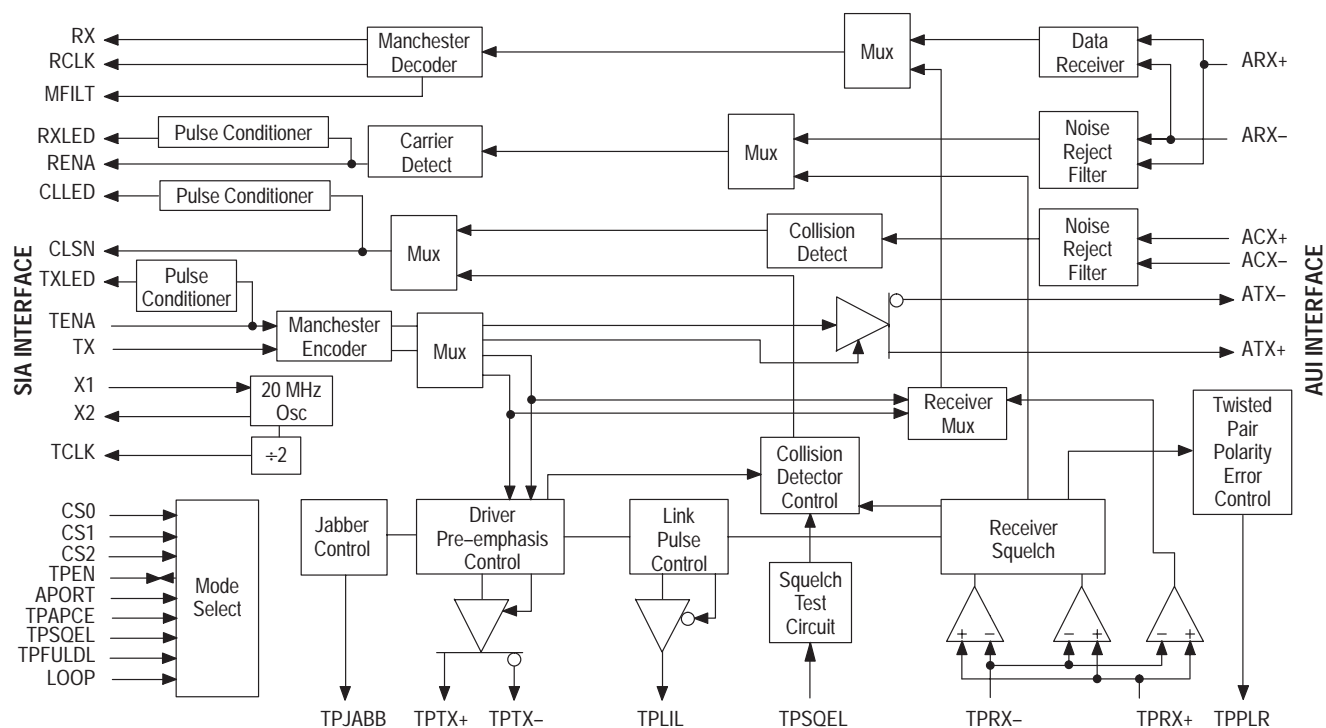 RX
RCLK
MFILT
RXLED
RENA
CLLED
CLSN
TXLED
TENA
TX
X1
X2
TCLK
CS0
CS1
CS2
TPEN
APORT
TPAPCE
TPSQEL
TPFULDL
LOOP
SIA INTERFACE
Manchester
Decoder
Mux
Data
Receiver
ARX+
Pulse Conditioner
Carrier
Detect
Mux
Noise
Reject
Filter
ARX–
Pulse Conditioner
Mux
Collision
Detect
Noise
Reject
Filter
ACX+
ACX–
Pulse
Conditioner
Manchester
Encoder
Mux
ATX–
ATX+
AUI INTERFACE
20 MHz
Osc
÷2
Receiver
Mux
Twisted
Pair
Polarity
Error
Control
Collision
Detector
Control
Mode
Select
Jabber
Control
Driver
Pre–emphasis
Control
Link
Pulse
Control
Receiver
Squelch
Squelch
Test
Circuit
+ –
– +
– +
TPJABB
TPTX+
TPTX–
TPLIL
TPSQEL
TPRX–
TPRX+
TPPLR